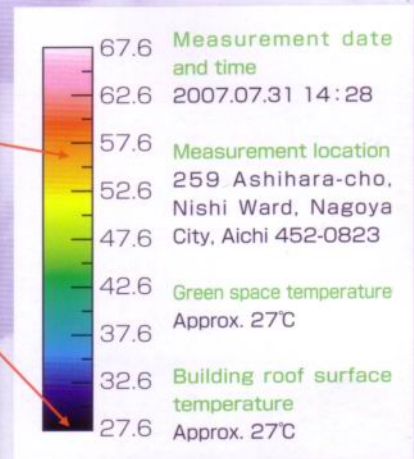 67.6
62.6
57.6
52.6
47.6
42.6
37.6
32.6
27.6
Measurement date
and time
2007.07.31 14:28
Measurement location
259 Ashihara-cho,
Nishi Ward, Nagoya
City, Aichi 452-0823
Green space temperature
Approx. 27℃
Building roof surface
temperature
Approx. 27℃